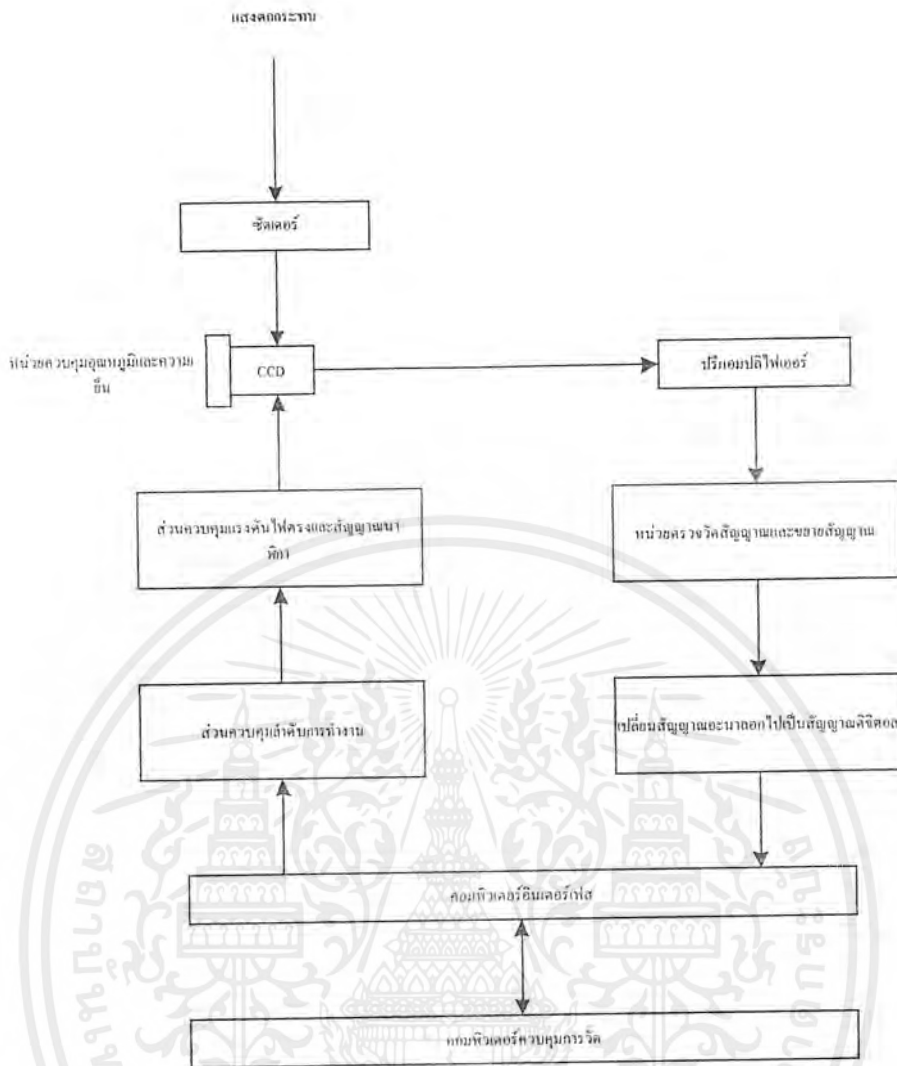 แสงตกกระทบ
ชัตเตอร์
หน่วยควบคุมอุณหภูมิและความ
ชื้น
CCD
ปรีแอมปลิไฟเออร์
ส่วนควบคุมแรงดันไฟตรงและสัญญาณนา
ฬิกา
หน่วยตรวจวัดสัญญาณและขยายสัญญาณ
ส่วนควบคุมลำดับการทำงาน
เปลี่ยนสัญญาณอะนาลอกไปเป็นสัญญาณดิจิตอล
คอมพิวเตอร์อินเตอร์เฟส
คอมพิวเตอร์ควบคุมการวัด